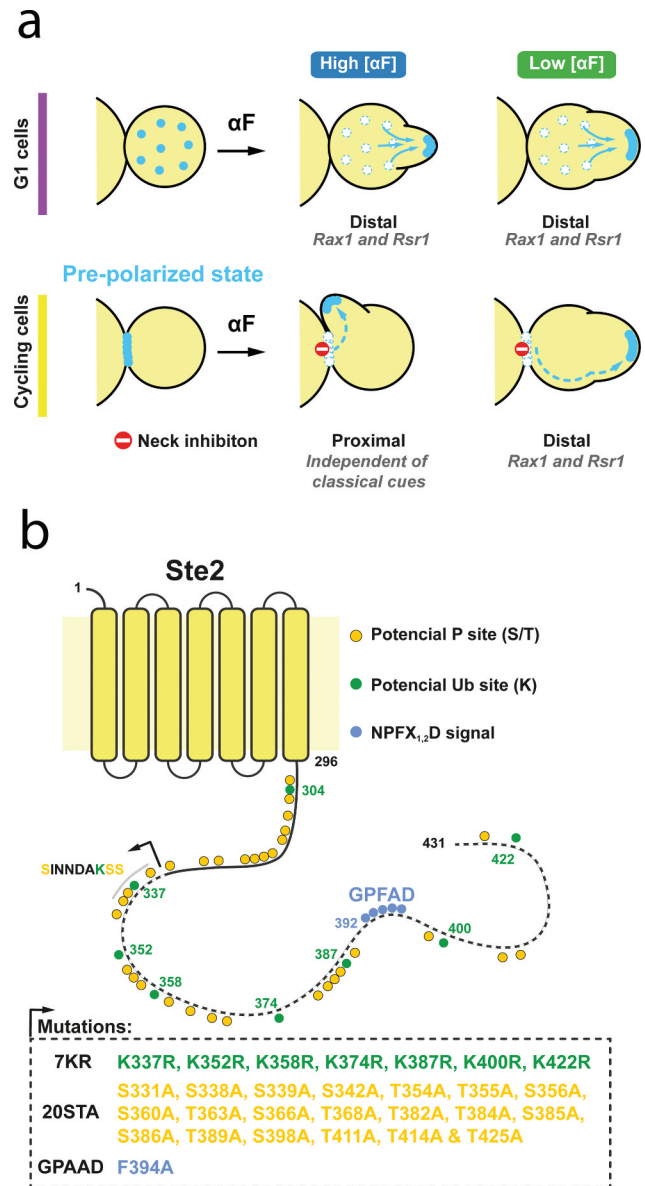 a
High [αF]
Low [αF]
G1 cells
αF
Distal
Rax1 and Rsr1
Distal
Rax1 and Rsr1
Pre-polarized state
Cycling cells
αF
Neck inhibiton
Proximal
Independent of
classical cues
Distal
Rax1 and Rsr1
b
Ste2
1
Potencial P site (S/T)
Potencial Ub site (K)
NPFX1,2D signal
296
304
SINNDAKSS
337
431
422
GPFAD
392
400
352
387
358
374
Mutations:
7KR K337R, K352R, K358R, K374R, K387R, K400R, K422R
S331A, S338A, S339A, S342A, T354A, T355A, S356A,
20STA S360A, T363A, S366A, T368A, T382A, T384A, S385A,
S386A, T389A, S398A, T411A, T414A & T425A
GPAAD F394A